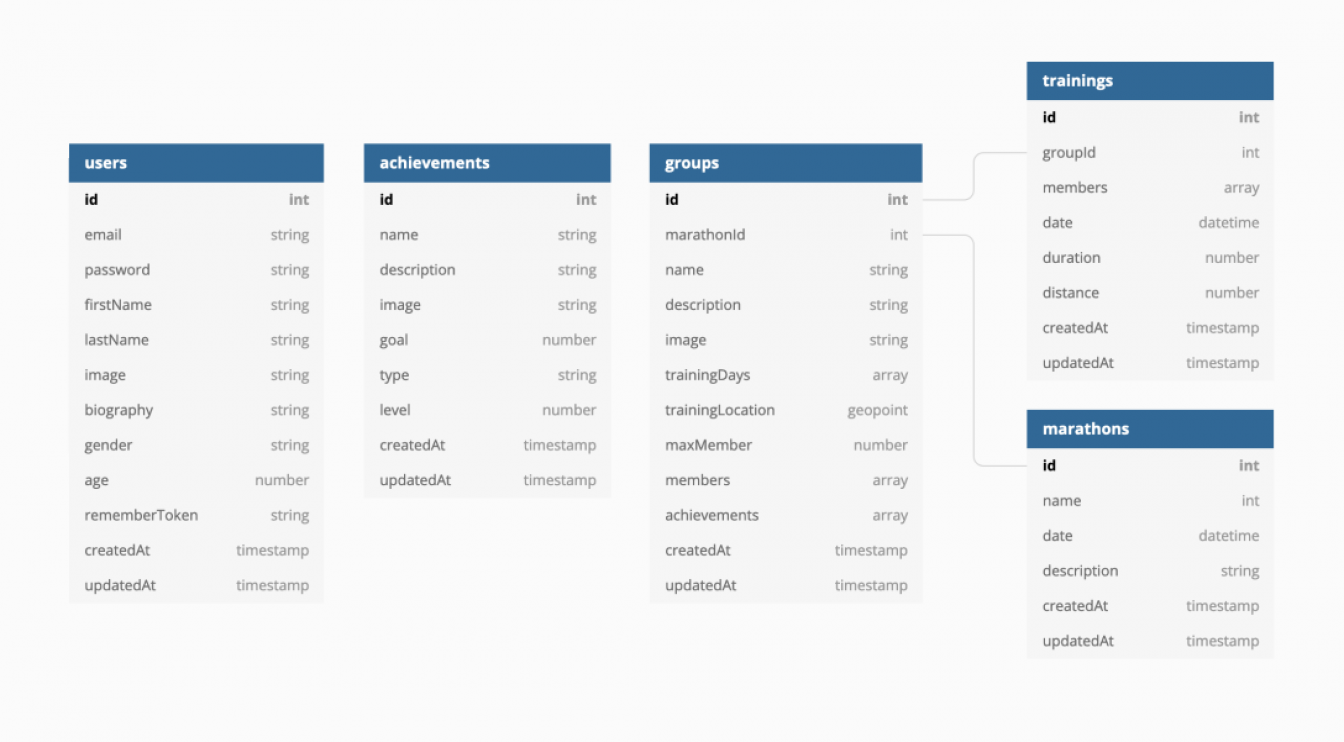 users
id int
email string
password string
firstName string
lastName string
image string
biography string
gender string
age number
rememberToken string
createdAt timestamp
updatedAt timestamp
achievements
id int
name string
description string
image string
goal number
type string
level number
createdAt timestamp
updatedAt timestamp
groups
id int
marathonId int
name string
description string
image string
trainingDays array
trainingLocation geopoint
maxMember number
members array
achievements array
createdAt timestamp
updatedAt timestamp
trainings
id int
groupId int
members array
date datetime
duration number
distance number
createdAt timestamp
updatedAt timestamp
marathons
id int
name int
date datetime
description string
createdAt timestamp
updatedAt timestamp